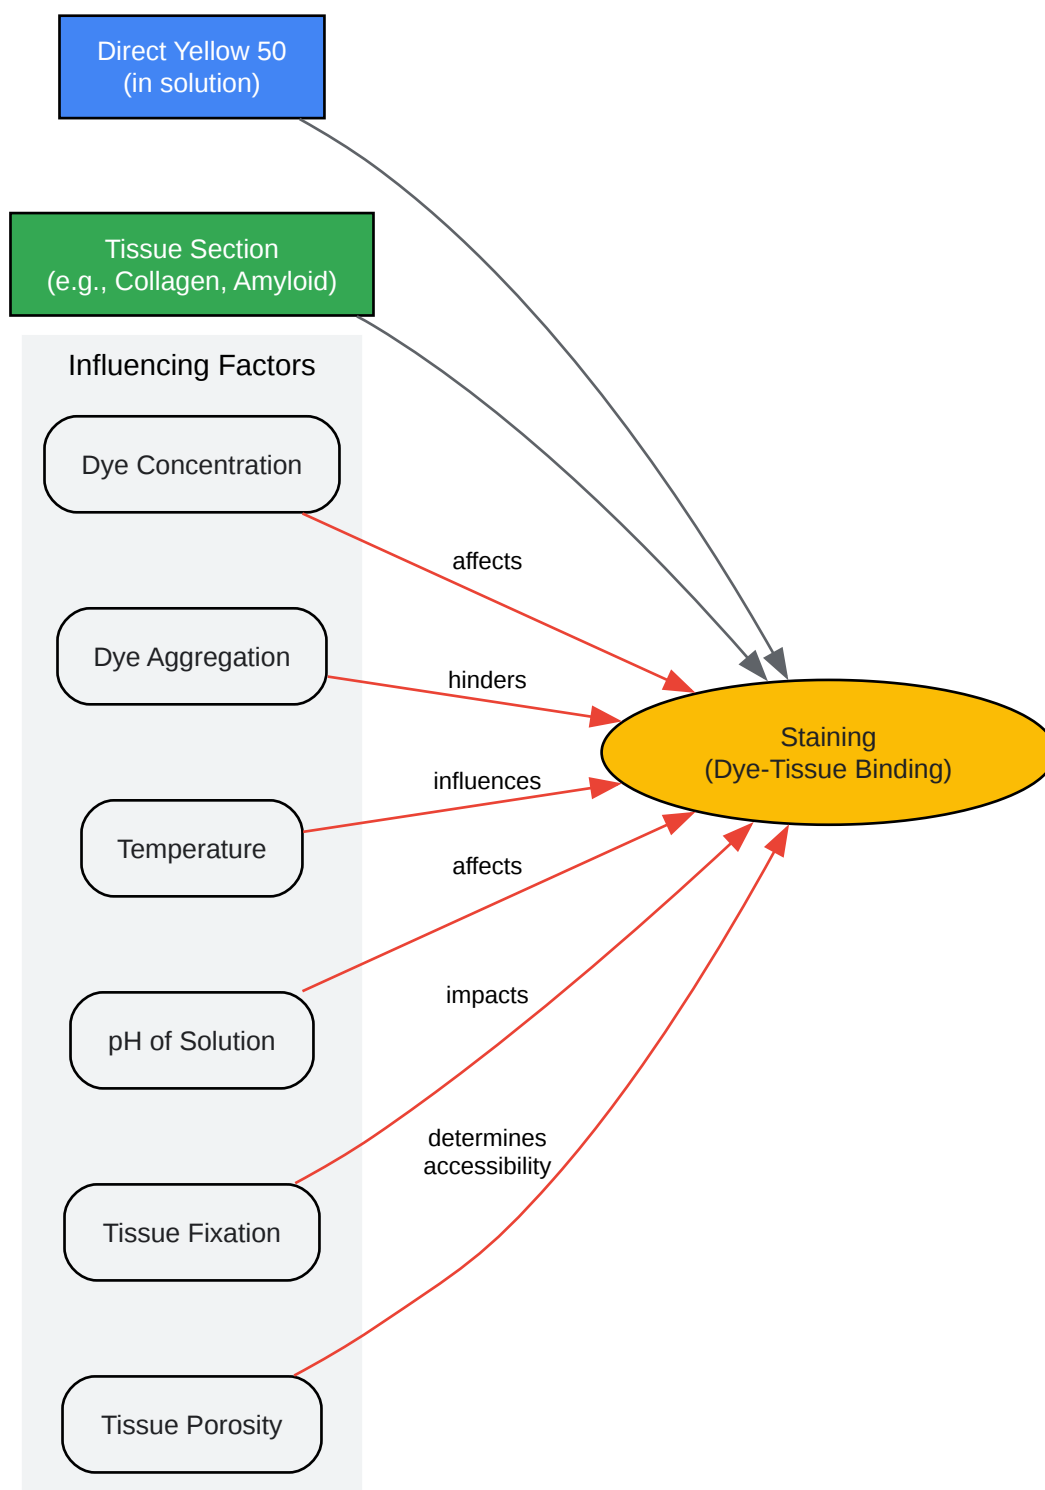 Direct Yellow 50
(in solution)
Tissue Section
(e.g., Collagen, Amyloid)
Influencing Factors
Dye Concentration
affects
Dye Aggregation
hinders
Staining
(Dye-Tissue Binding)
influences
Temperature
affects
impacts
pH of Solution
determines
accessibility
Tissue Fixation
Tissue Porosity